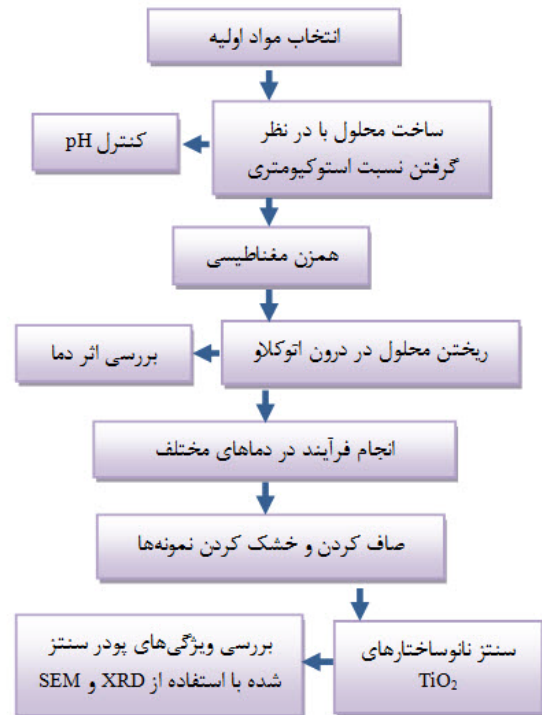 انتخاب مواد اولیه
ساخت محلول با در نظر
گرفتن نسبت استوکیومتری
کنترل pH
همزن مغناطیسی
ریختن محلول در درون اتوکلاو
بررسی اثر دما
انجام فرآیند در دماهای مختلف
صاف کردن و خشک کردن نمونه‌ها
سنتز نانوساختارهای
TiO₂
بررسی ویژگی‌های پودر سنتز
شده با استفاده از XRD و SEM